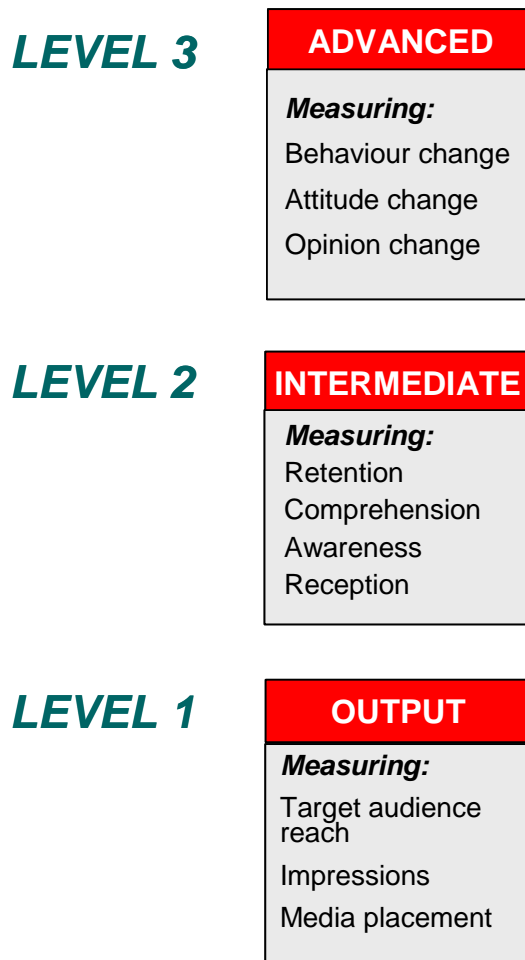 LEVEL 3
ADVANCED
Measuring:
Behaviour change
Attitude change
Opinion change
LEVEL 2
INTERMEDIATE
Measuring:
Retention
Comprehension
Awareness
Reception
LEVEL 1
OUTPUT
Measuring:
Target audience
reach
Impressions
Media placement